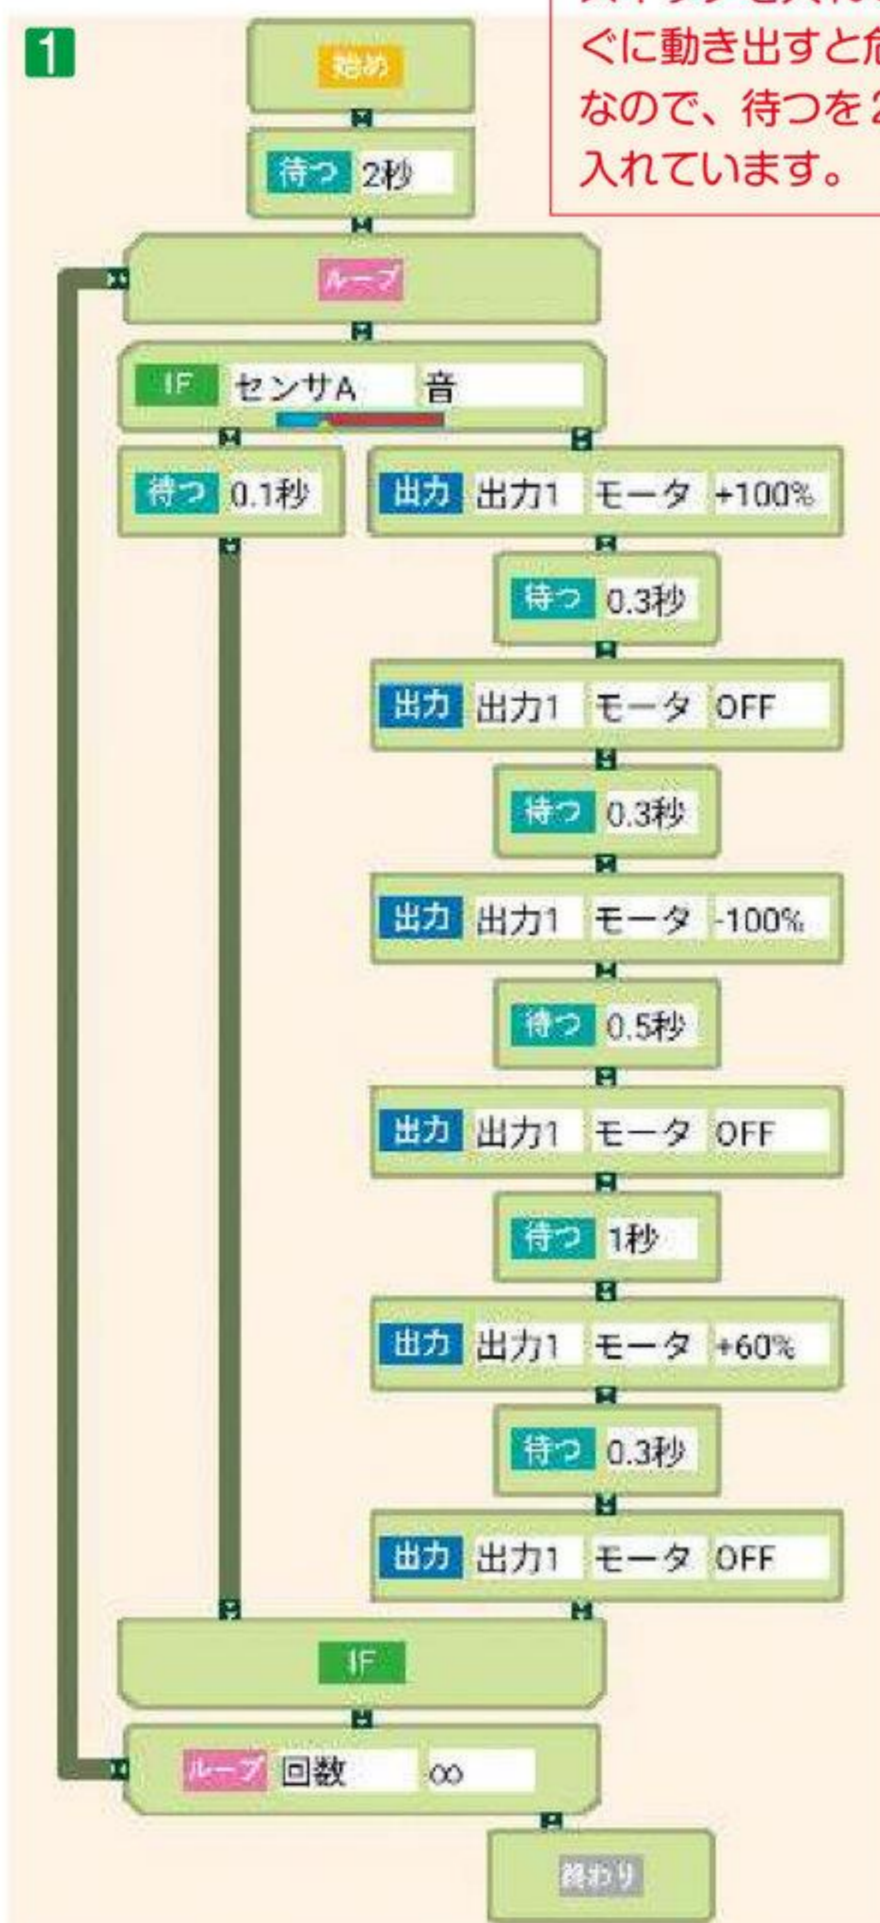 1
ぐに動き出すと危
なので、待つを2
入れています。
始め
待つ 2秒
ループ
IF センサA 音
待つ 0.1秒
出力 出力1 モータ +100%
待つ 0.3秒
出力 出力1 モータ OFF
待つ 0.3秒
出力 出力1 モータ -100%
待つ 0.5秒
出力 出力1 モータ OFF
待つ 1秒
出力 出力1 モータ +60%
待つ 0.3秒
出力 出力1 モータ OFF
IF
ループ 回数 ∞
終わり